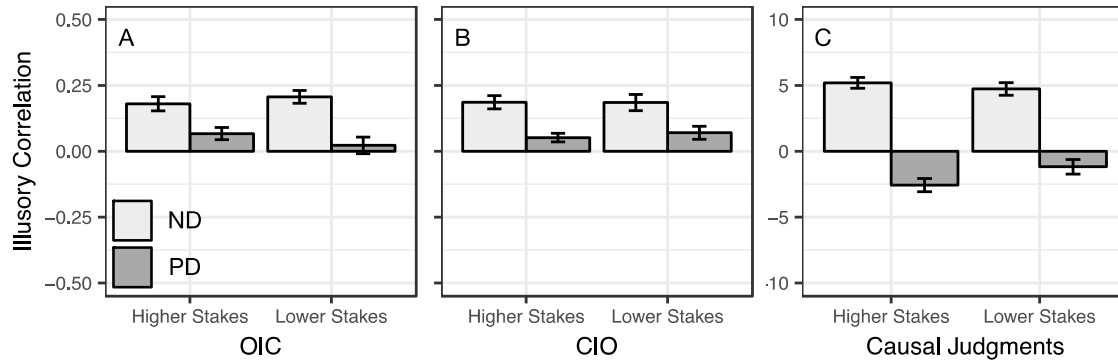 Illusory Correlation
A
0.50
0.25
0.00
−0.25
−0.50
ND
PD
Higher Stakes Lower Stakes
OIC
B
Higher Stakes Lower Stakes
CIO
C
10
5
0
−5
·10
Higher Stakes Lower Stakes
Causal Judgments